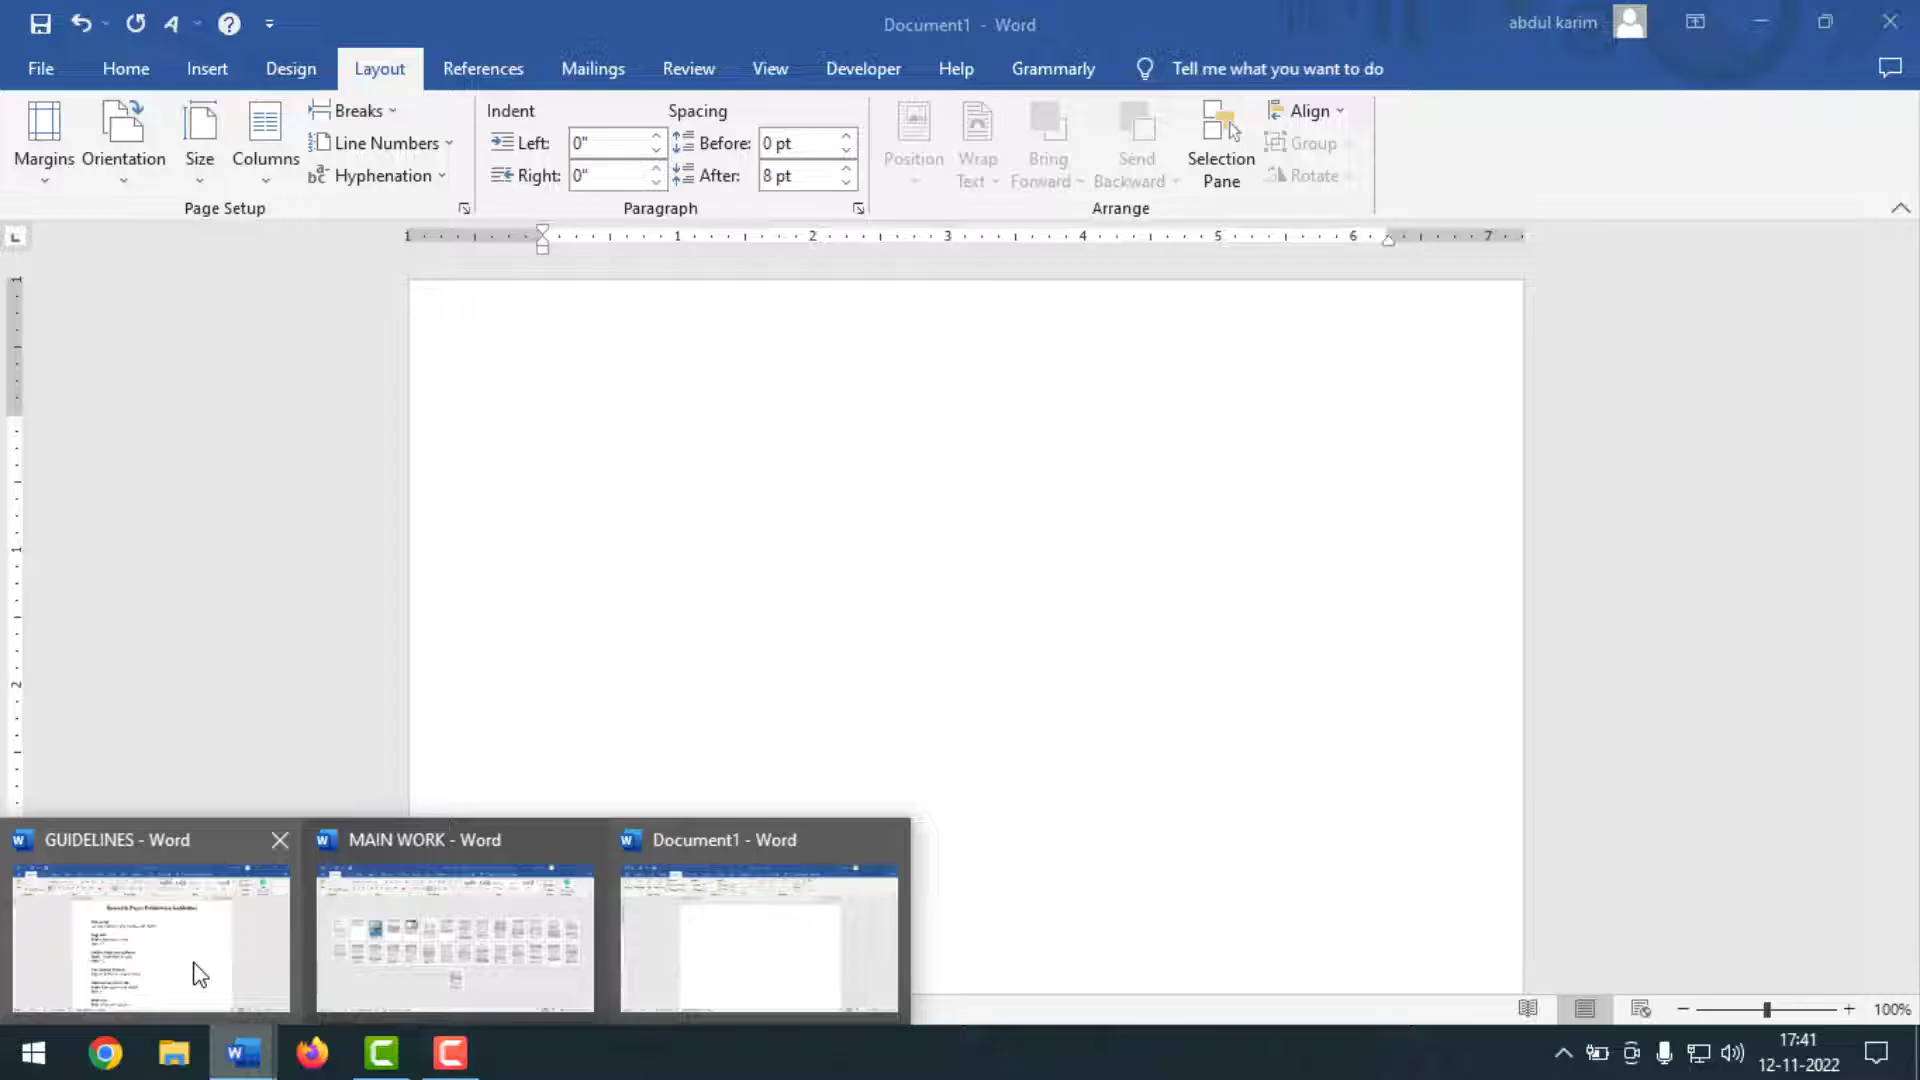 Document1 - Word
abdul karim
File Home Insert Design Layout References Mailings Review View Developer Help Grammarly Tell me what you want to do
Margins Orientation Size Columns
Breaks
Line Numbers
Hyphenation
Page Setup
Indent Spacing
Left: 0" Before: 0 pt
Right: 0" After: 8 pt
Paragraph
Position Wrap Text Bring Forward Send Backward Selection Pane
Align
Group
Rotate
Arrange
1 1 2 3 4 5 6 7
1
1
2
GUIDELINES - Word
MAIN WORK - Word
Document1 - Word
100%
17:41
12-11-2022